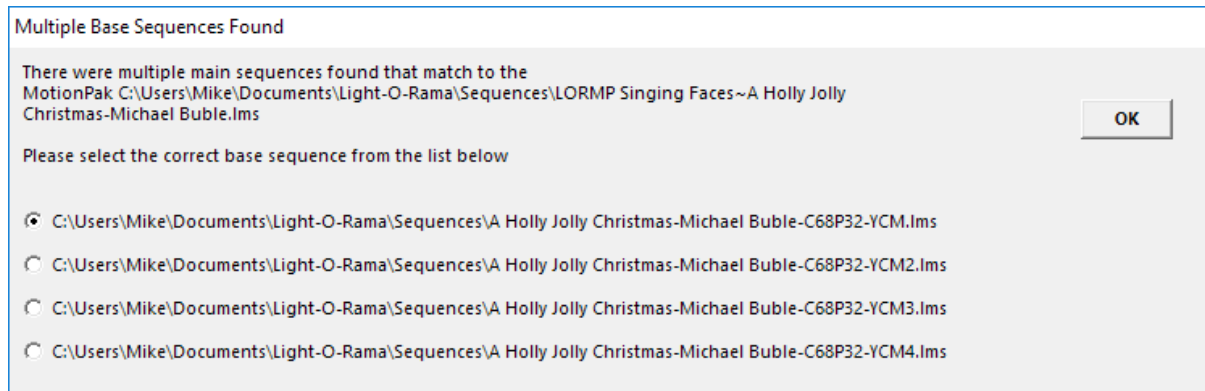 Multiple Base Sequences Found
There were multiple main sequences found that match to the
MotionPak C:\Users\Mike\Documents\Light-O-Rama\Sequences\LORMP Singing Faces~A Holly Jolly
Christmas-Michael Buble.lms
OK
Please select the correct base sequence from the list below
C:\Users\Mike\Documents\Light-O-Rama\Sequences\A Holly Jolly Christmas-Michael Buble-C68P32-YCM.lms
C:\Users\Mike\Documents\Light-O-Rama\Sequences\A Holly Jolly Christmas-Michael Buble-C68P32-YCM2.lms
C:\Users\Mike\Documents\Light-O-Rama\Sequences\A Holly Jolly Christmas-Michael Buble-C68P32-YCM3.lms
C:\Users\Mike\Documents\Light-O-Rama\Sequences\A Holly Jolly Christmas-Michael Buble-C68P32-YCM4.lms